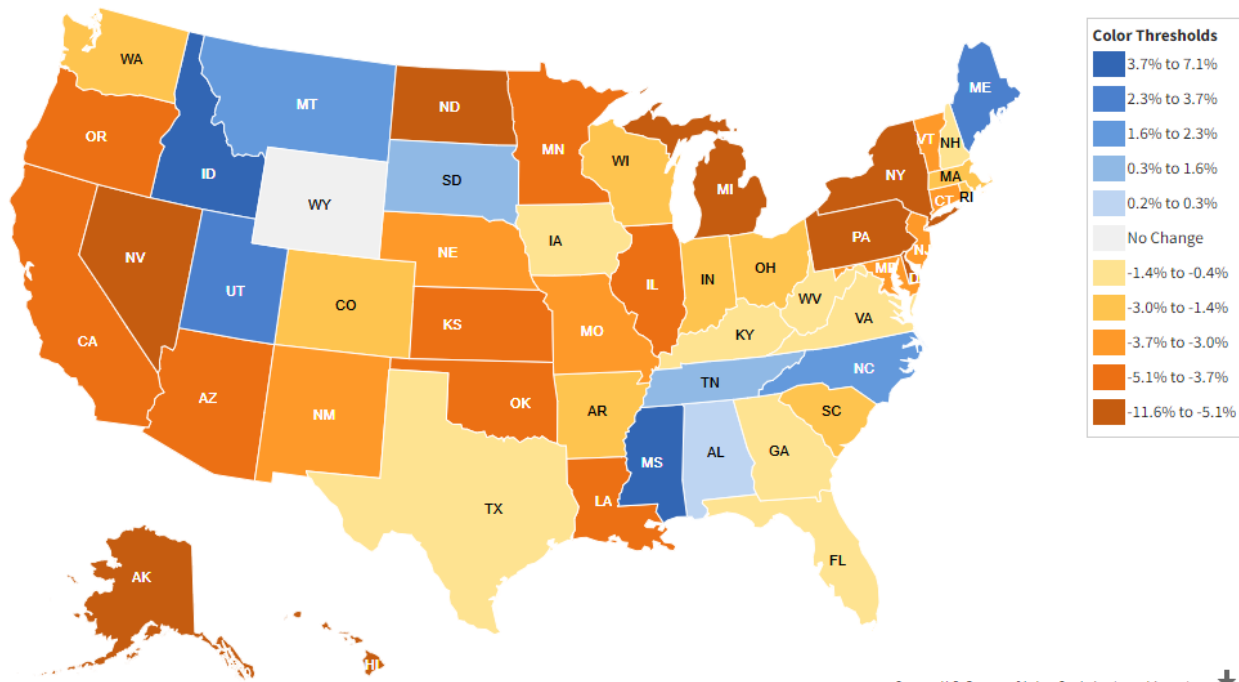 WA
MT
ND
MN
ME
OR
ID
SD
WI
MI
VT
NH
NY
MA
CT
RI
WY
IA
NE
PA
NJ
NV
UT
CO
IL
IN
OH
MD
WV
VA
CA
KS
MO
KY
AZ
NM
OK
AR
TN
NC
SC
MS
AL
GA
TX
LA
FL
AK
HI
Color Thresholds
3.7% to 7.1%
2.3% to 3.7%
1.6% to 2.3%
0.3% to 1.6%
0.2% to 0.3%
No Change
-1.4% to -0.4%
-3.0% to -1.4%
-3.7% to -3.0%
-5.1% to -3.7%
-11.6% to -5.1%